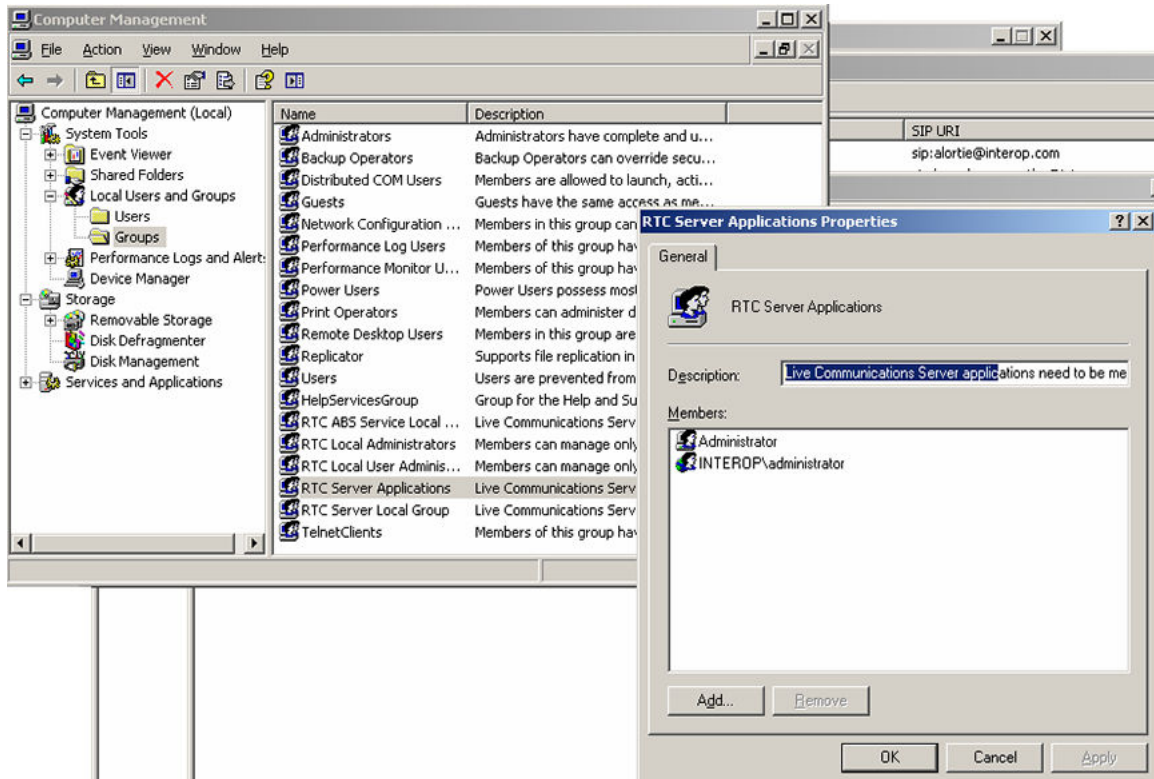 Computer Management
File Action View Window Help
Computer Management (Local)
System Tools
Event Viewer
Shared Folders
Local Users and Groups
Users
Groups
Performance Logs and Alert
Device Manager
Storage
Removable Storage
Disk Defragmenter
Disk Management
Services and Applications
Name Description
Administrators Administrators have complete and u...
Backup Operators Backup Operators can override secu...
Distributed COM Users Members are allowed to launch, acti...
Guests Guests have the same access as me...
Network Configuration ... Members in this group can
Performance Log Users Members of this group hav
Performance Monitor U... Members of this group hav
Power Users Power Users possess most
Print Operators Members can administer d
Remote Desktop Users Members in this group are
Replicator Supports file replication in
Users Users are prevented from
HelpServicesGroup Group for the Help and Su
RTC ABS Service Local ... Live Communications Serv
RTC Local Administrators Members can manage only
RTC Local User Adminis... Members can manage only
RTC Server Applications Live Communications Serv
RTC Server Local Group Live Communications Serv
TelnetClients Members of this group hav
SIP URI
sip:alortie@interop.com
RTC Server Applications Properties
General
RTC Server Applications
Description: Live Communications Server applications need to be me
Members:
Administrator
INTEROP\administrator
Add... Remove
OK Cancel Apply